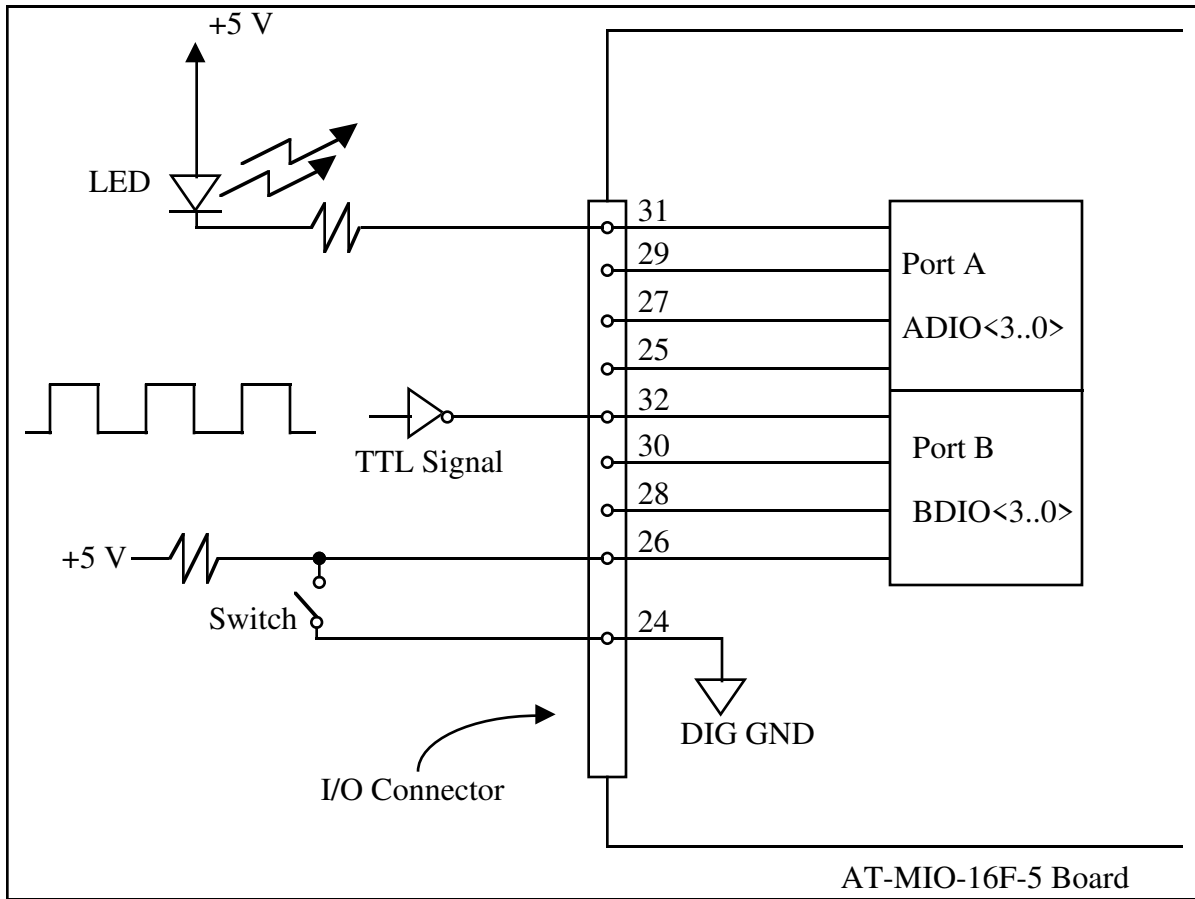 +5 V
LED
31
29
Port A
27
ADIO<3..0>
25
32
TTL Signal
30
Port B
28
BDIO<3..0>
+5 V
26
Switch
24
DIG GND
I/O Connector
AT-MIO-16F-5 Board